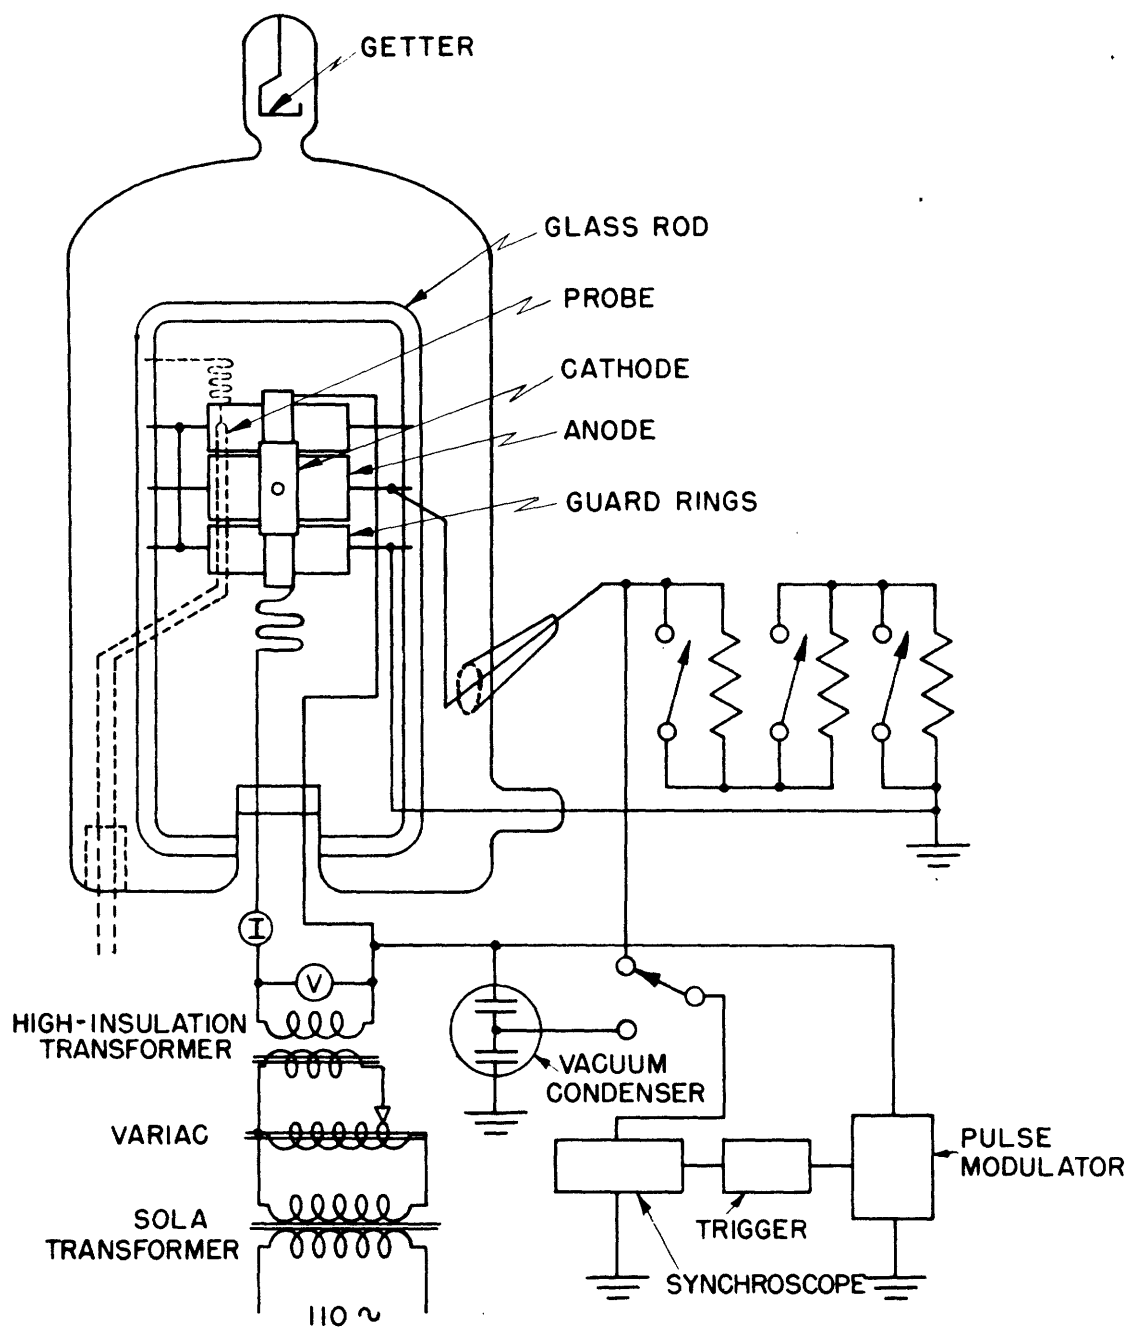 GETTER
GLASS ROD
PROBE
CATHODE
ANODE
GUARD RINGS
I
V
HIGH-INSULATION
TRANSFORMER
VACUUM
CONDENSER
VARIAC
PULSE
MODULATOR
SOLA
TRANSFORMER
TRIGGER
SYNCHROSCOPE
110 ~